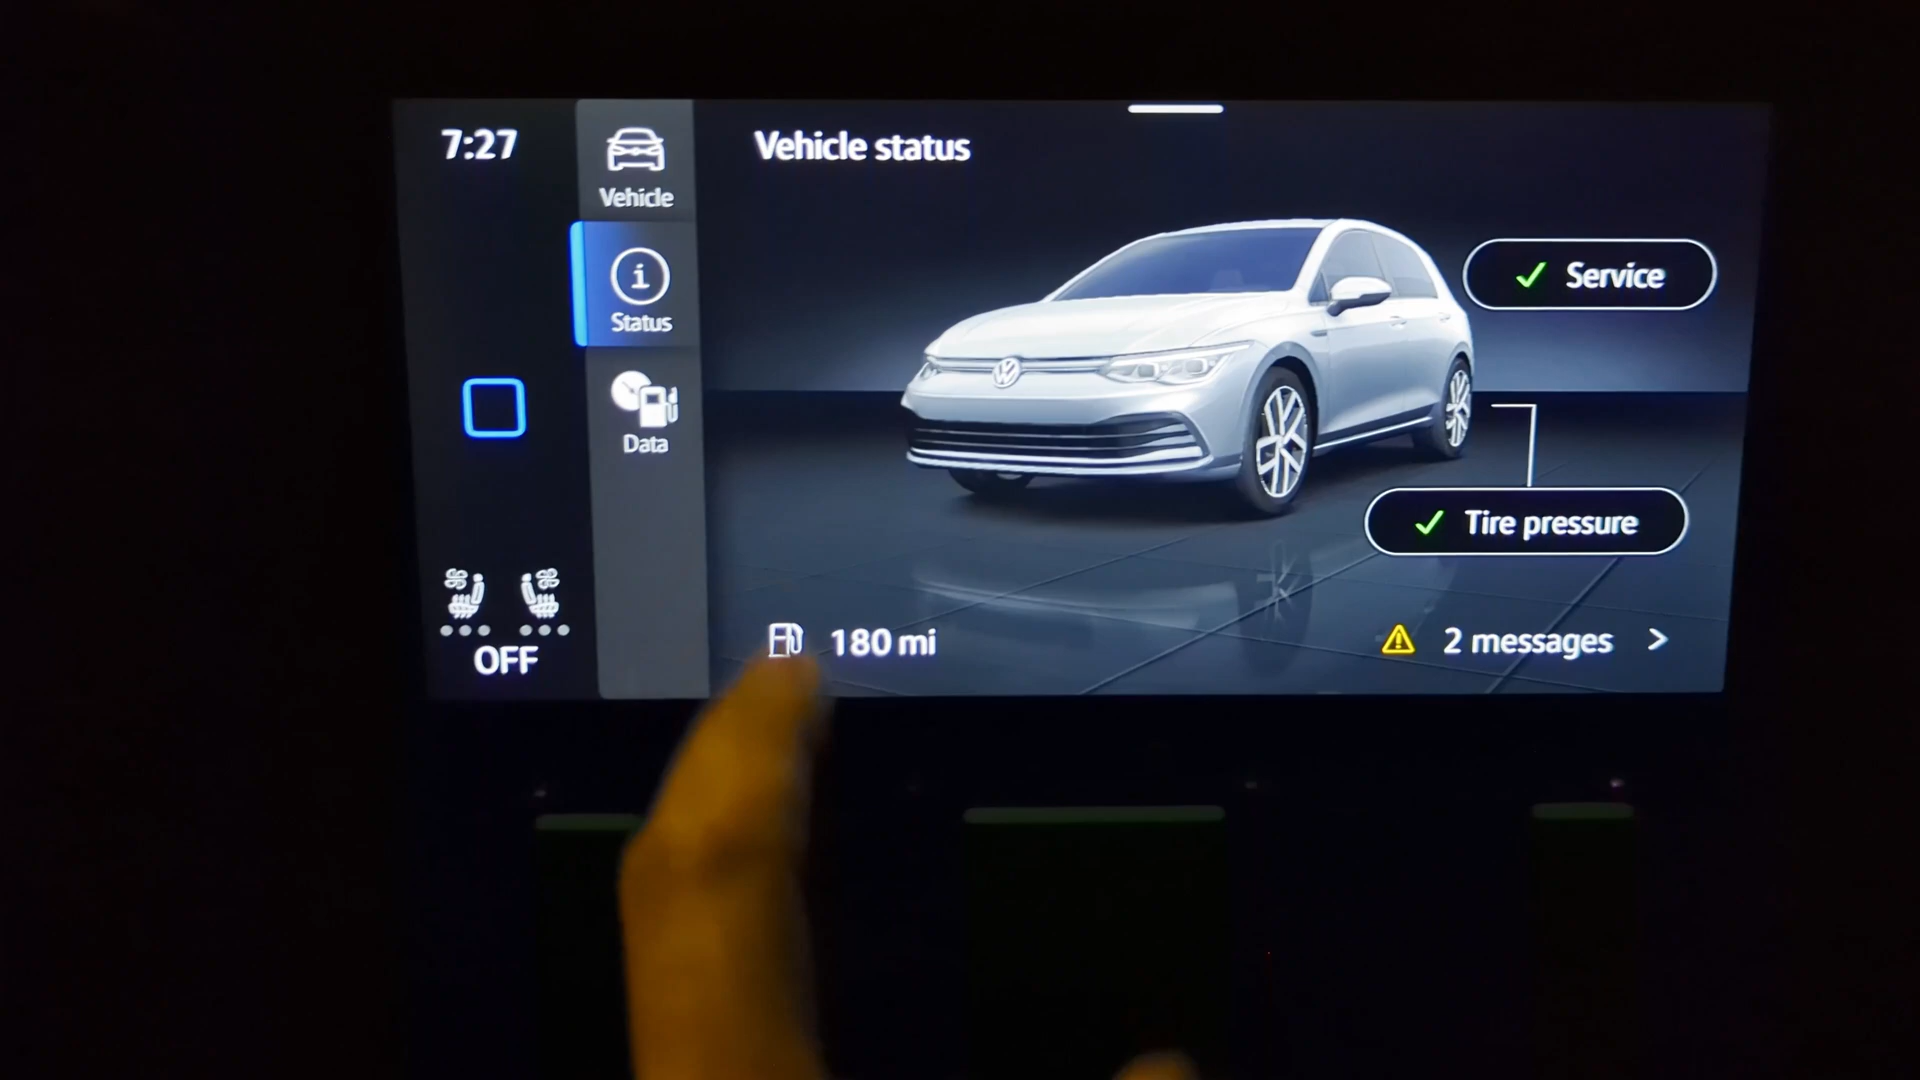 7:27
Vehicle
Status
Data
OFF
Vehicle status
Service
Tire pressure
180 mi
2 messages